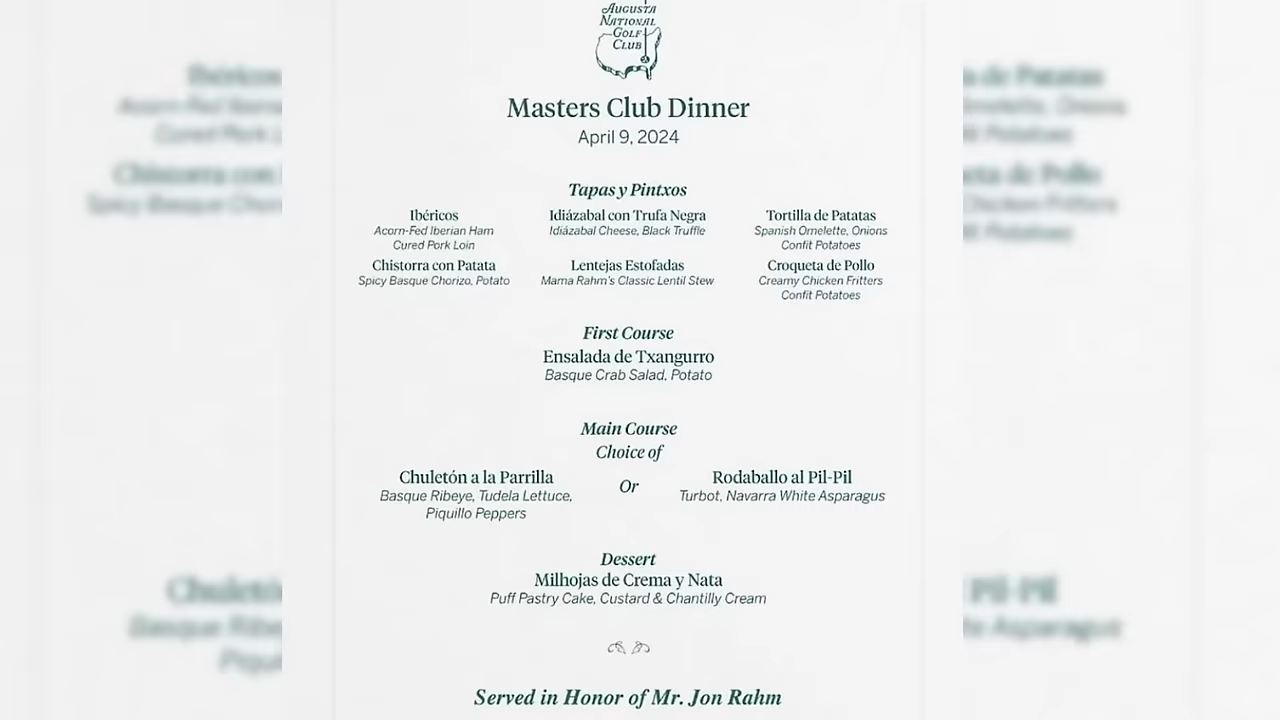 AUGUSTA
NATIONAL
GOLF
CLUB
Masters Club Dinner
April 9, 2024
Tapas y Pintxos
Ibéricos
Acorn-Fed Iberian Ham
Cured Pork Loin
Idiázabal con Trufa Negra
Idiázabal Cheese, Black Truffle
Tortilla de Patatas
Spanish Omelette, Onions
Confit Potatoes
Chistorra con Patata
Spicy Basque Chorizo, Potato
Lentejas Estofadas
Mama Rahm's Classic Lentil Stew
Croqueta de Pollo
Creamy Chicken Fritters
Confit Potatoes
First Course
Ensalada de Txangurro
Basque Crab Salad, Potato
Main Course
Choice of
Chuletón a la Parrilla
Basque Ribeye, Tudela Lettuce,
Piquillo Peppers
Or
Rodaballo al Pil-Pil
Turbot, Navarra White Asparagus
Dessert
Milhojas de Crema y Nata
Puff Pastry Cake, Custard & Chantilly Cream
Served in Honor of Mr. Jon Rahm